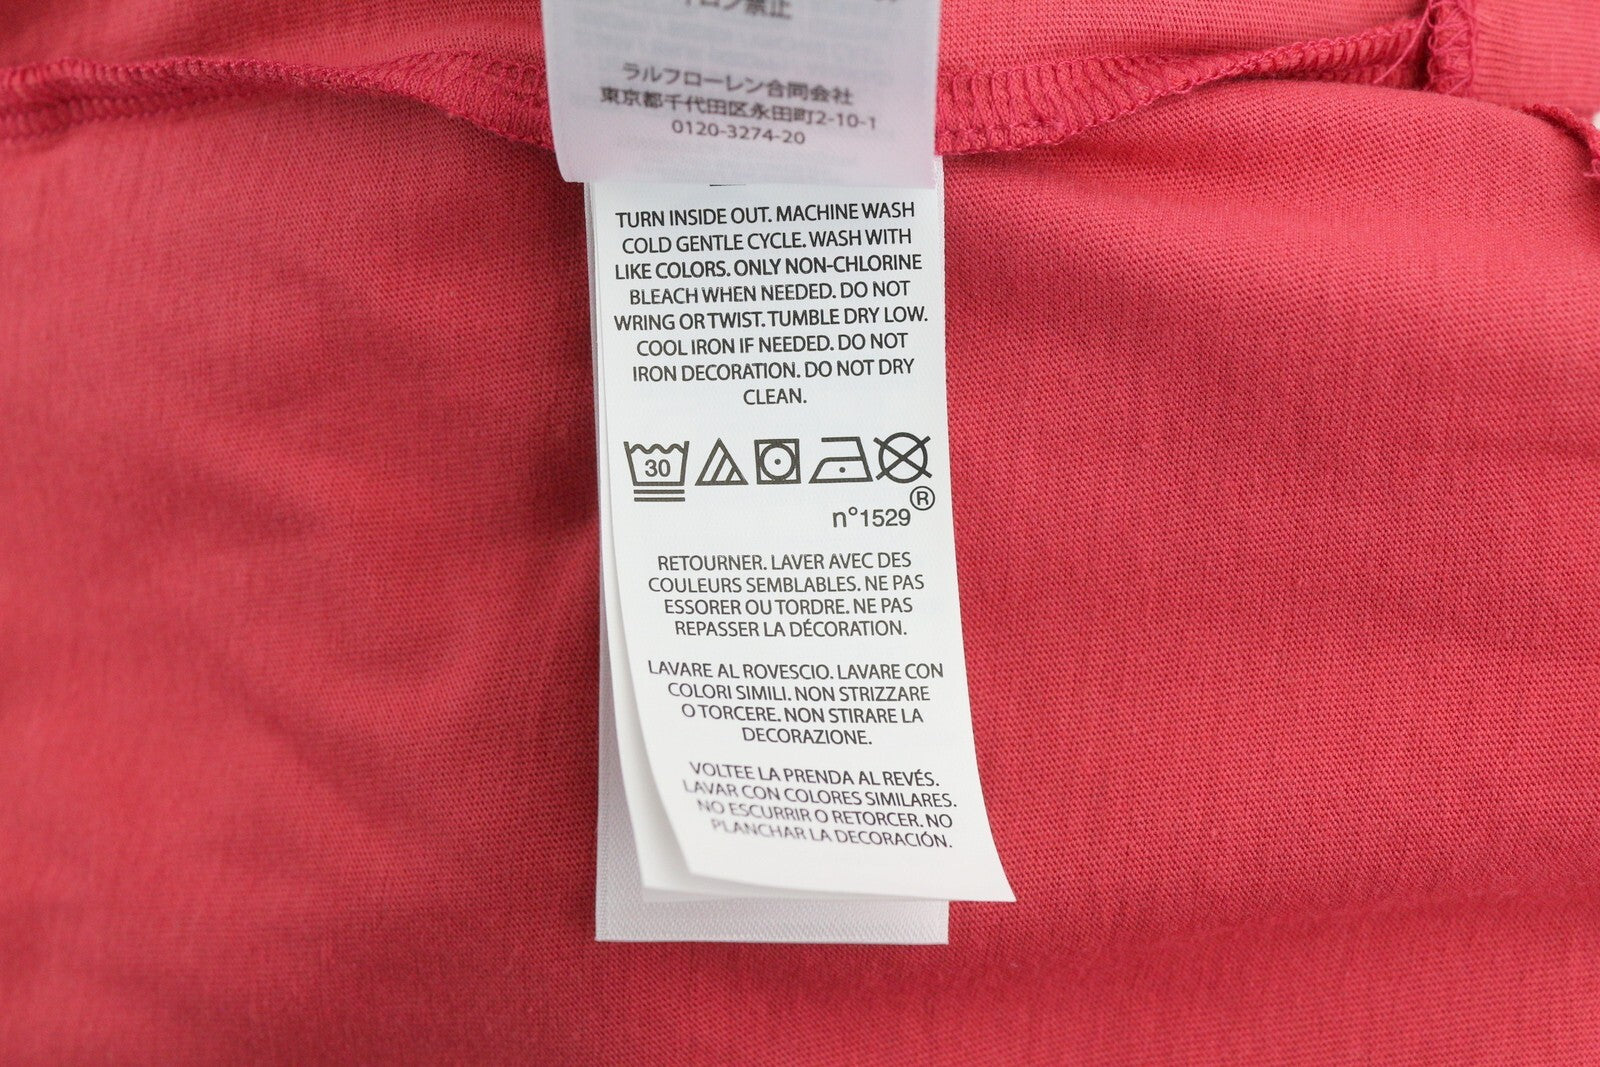 イロン禁止
ラルフローレン合同会社
東京都千代田区永田町2-10-1
0120-3274-20
TURN INSIDE OUT. MACHINE WASH
COLD GENTLE CYCLE. WASH WITH
LIKE COLORS. ONLY NON-CHLORINE
BLEACH WHEN NEEDED. DO NOT
WRING OR TWIST. TUMBLE DRY LOW.
COOL IRON IF NEEDED. DO NOT
IRON DECORATION. DO NOT DRY
CLEAN.
30
®
n°1529
RETOURNER. LAVER AVEC DES
COULEURS SEMBLABLES. NE PAS
ESSORER OU TORDRE. NE PAS
REPASSER LA DÉCORATION.
LAVARE AL ROVESCIO. LAVARE CON
COLORI SIMILI. NON STRIZZARE
O TORCERE. NON STIRARE LA
DECORAZIONE.
VOLTEE LA PRENDA AL REVÉS.
LAVAR CON COLORES SIMILARES.
NO ESCURRIR O RETORCER. NO
PLANCHAR LA DECORACIÓN.